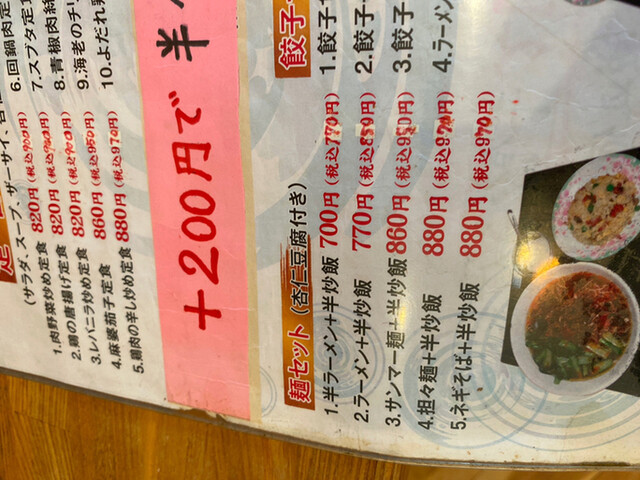 定
(サラダ、スープ、ザーサイ、杏仁
1.肉野菜炒め定食 820円(税込900円)
2.鶏の唐揚げ定食 820円(税込900円)
3.レバニラ炒め定食 820円(税込900円)
4.麻婆茄子定食 860円(税込950円)
5.鶏肉の辛し炒め定食 880円(税込970円)
6.回鍋肉定
7.スブタ定
8.青椒肉絲
9.海老のチリ
10.よだれ
+200円で 半
麺セット(杏仁豆腐付き)
1.半ラーメン+半炒飯 700円(税込770円)
2.ラーメン+半炒飯 770円(税込850円)
3.サンマー麺+半炒飯 860円(税込950円)
4.担々麺+半炒飯 880円(税込970円)
5.ネギそば+半炒飯 880円(税込970円)
餃子
1.餃子
2.餃子
3.餃子
4.ラーメン